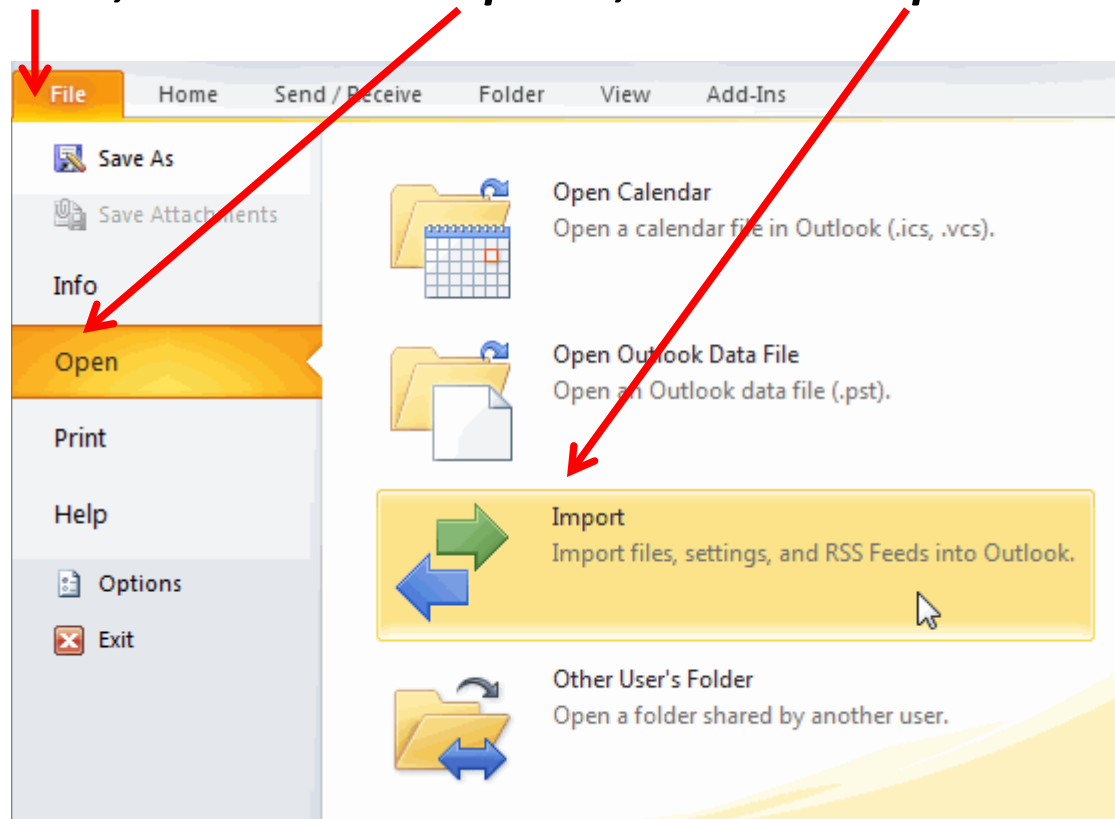 File Home Send / Receive Folder View Add-Ins
Save As
Save Attachments
Info
Open
Print
Help
Options
Exit
Open Calendar
Open a calendar file in Outlook (.ics, .vcs).
Open Outlook Data File
Open an Outlook data file (.pst).
Import
Import files, settings, and RSS Feeds into Outlook.
Other User's Folder
Open a folder shared by another user.